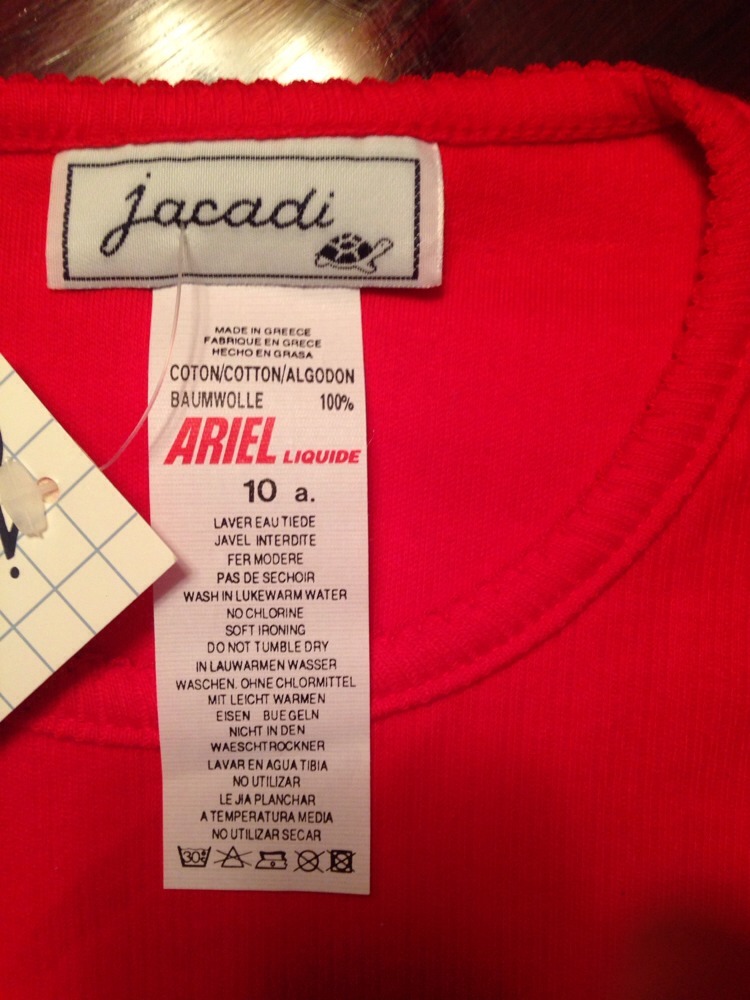 jacadi
MADE IN GREECE
FABRIQUE EN GRECE
HECHO EN GRASA
COTON/COTTON/ALGODON
BAUMWOLLE 100%
ARIEL LIQUIDE
10 a.
LAVER EAU TIEDE
JAVEL INTERDITE
FER MODERE
PAS DE SECHOIR
WASH IN LUKEWARM WATER
NO CHLORINE
SOFT IRONING
DO NOT TUMBLE DRY
IN LAUWARMEN WASSER
WASCHEN. OHNE CHLORMITTEL
MIT LEICHT WARMEN
EISEN BUEGELN
NICHT IN DEN
WAESCHTROCKNER
LAVAR EN AGUA TIBIA
NO UTILIZAR
LEJIA PLANCHAR
A TEMPERATURA MEDIA
NO UTILIZAR SECAR
30°